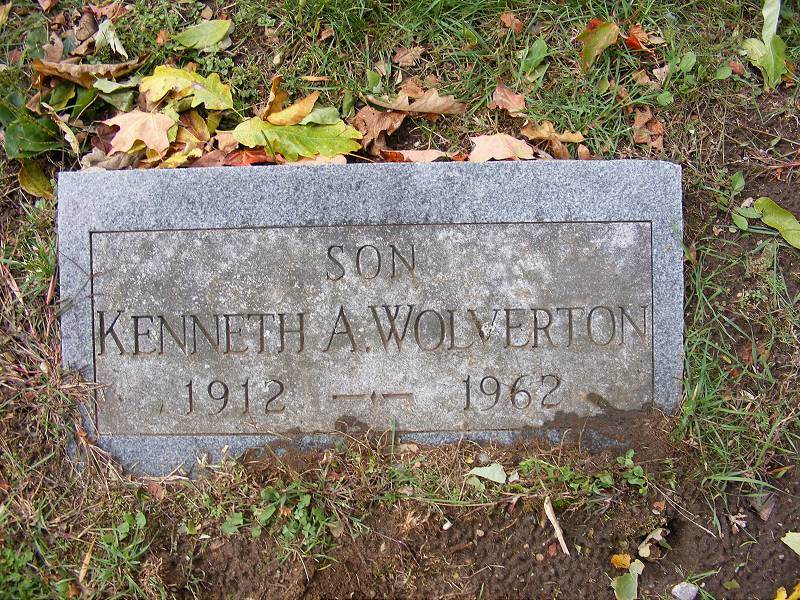 SON
KENNETH A. WOLVERTON
1912 — 1962